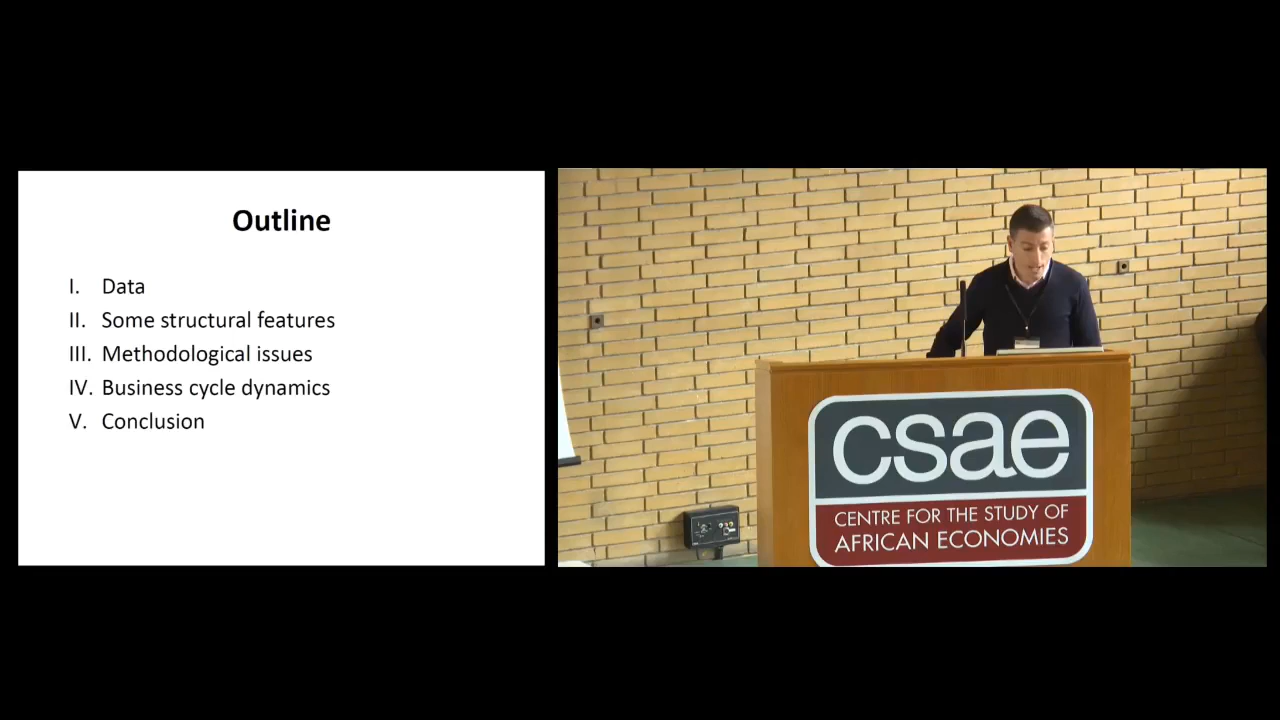 Outline
I. Data
II. Some structural features
III. Methodological issues
IV. Business cycle dynamics
V. Conclusion
csae
CENTRE FOR THE STUDY OF
AFRICAN ECONOMIES